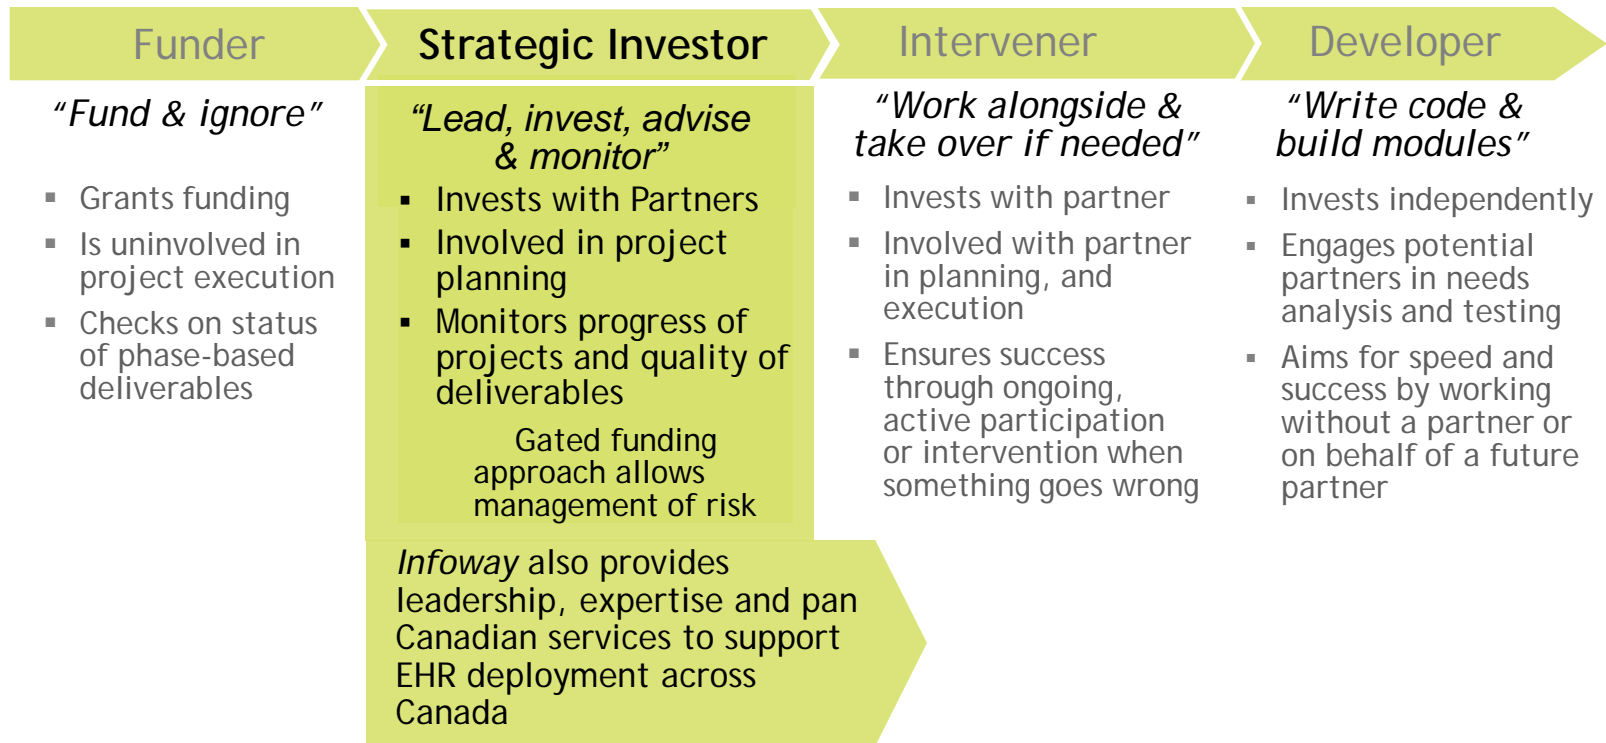 Funder
Strategic Investor
Intervener
Developer
“Fund & ignore”
▪ Grants funding
▪ Is uninvolved in
project execution
▪ Checks on status
of phase-based
deliverables
“Lead, invest, advise
& monitor”
▪ Invests with Partners
▪ Involved in project
planning
▪ Monitors progress of
projects and quality of
deliverables
Gated funding
approach allows
management of risk
Infoway also provides
leadership, expertise and pan
Canadian services to support
EHR deployment across
Canada
“Work alongside &
take over if needed”
▪ Invests with partner
▪ Involved with partner
in planning, and
execution
▪ Ensures success
through ongoing,
active participation
or intervention when
something goes wrong
“Write code &
build modules”
▪ Invests independently
▪ Engages potential
partners in needs
analysis and testing
▪ Aims for speed and
success by working
without a partner or
on behalf of a future
partner